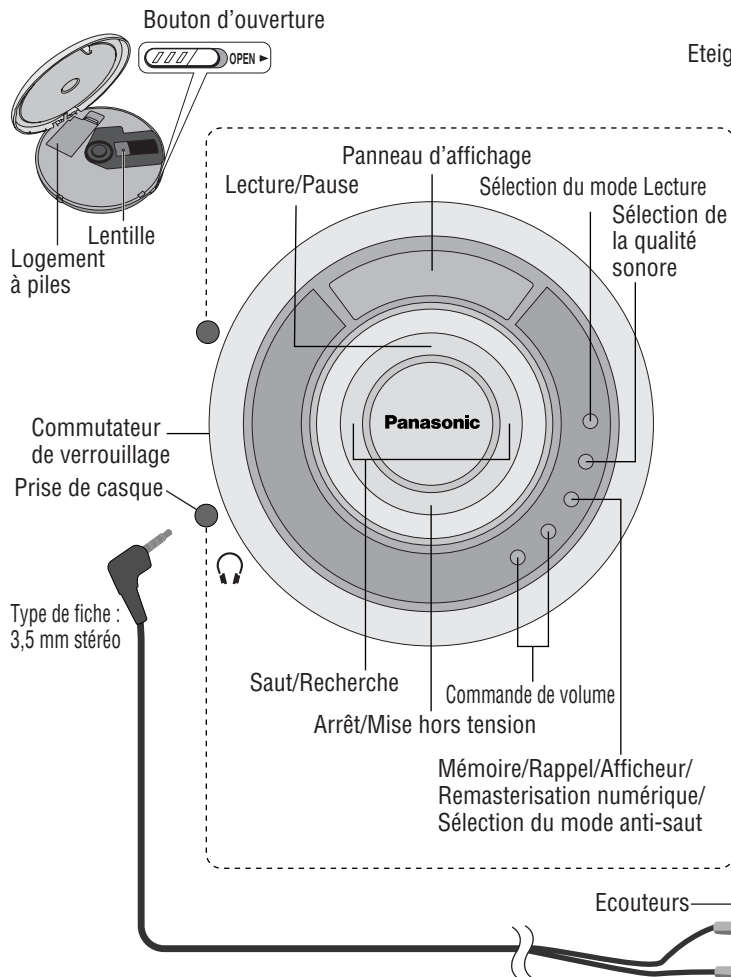 Bouton d'ouverture
OPEN
Eteig
Panneau d'affichage
Lecture/Pause
Sélection du mode Lecture
Sélection de
la qualité
sonore
Lentille
Logement
à piles
Panasonic
Commutateur
de verrouillage
Prise de casque
Type de fiche :
3,5 mm stéréo
Saut/Recherche
Commande de volume
Arrêt/Mise hors tension
Mémoire/Rappel/Afficheur/
Remasterisation numérique/
Sélection du mode anti-saut
Ecouteurs